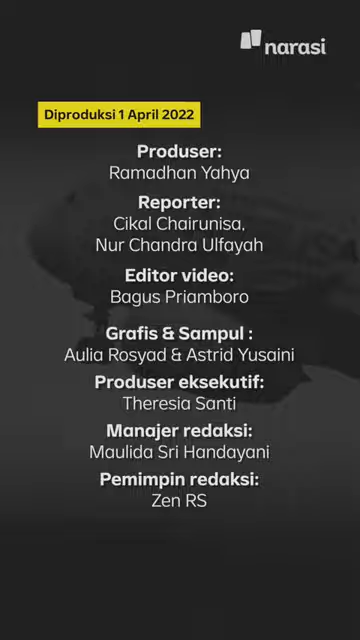 narasi
Diproduksi 1 April 2022
Produser:
Ramadhan Yahya
Reporter:
Cikal Chairunisa,
Nur Chandra Ulfayah
Editor video:
Bagus Priamboro
Grafis & Sampul :
Aulia Rosyad & Astrid Yusaini
Produser eksekutif:
Theresia Santi
Manajer redaksi:
Maulida Sri Handayani
Pemimpin redaksi:
Zen RS